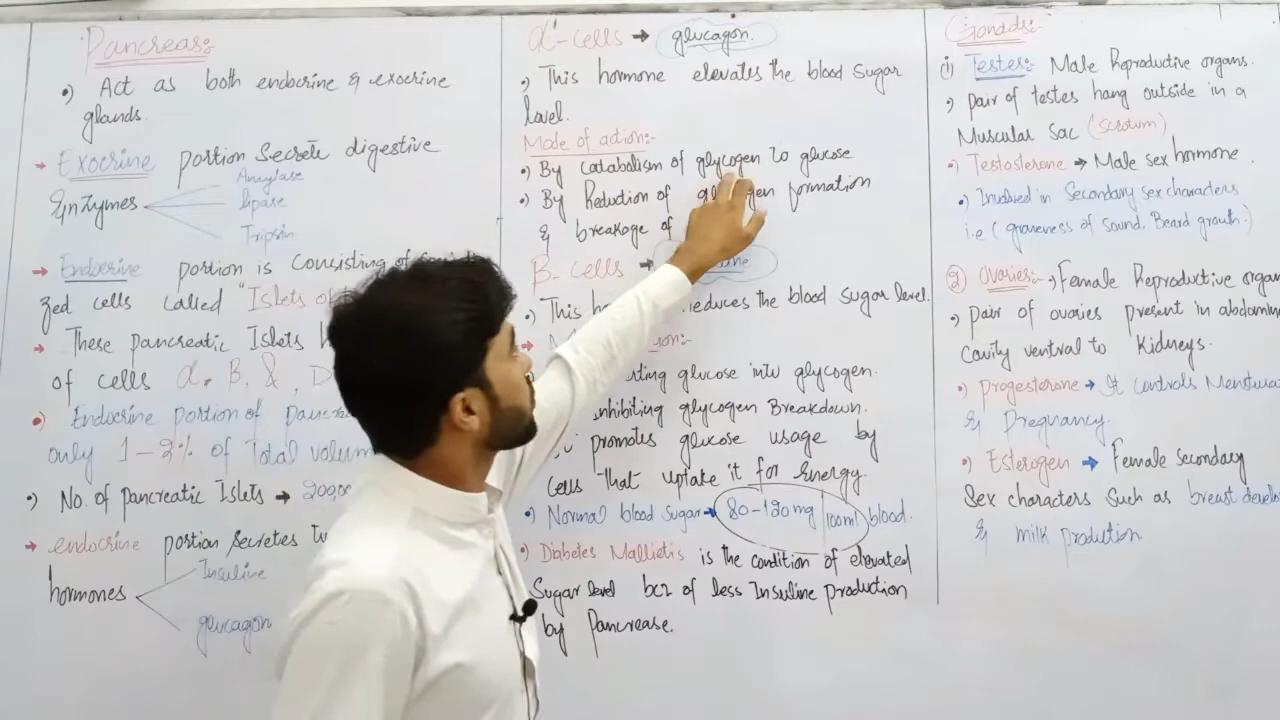 Pancreas:-
•) Act as both endocrine & exocrine
glands.
→ Exocrine portion secrete digestive
Enzymes
Amylase
lipase
Tripsin
→ Endocrine portion is consisting of
zed cells called "Islets of
→ These pancreatic Islets
of cells α, B, &, D
•) Endocrine portion of
only 1-2% of Total volum
•) No. of pancreatic Islets → 200,00
→ endocrine portion secretes
hormones
Insuline
glucagon
α-cells → glucagon.
•) This hormone elevates the blood sugar
level.
Mode of action:-
•) By catabolism of glycogen to glucose
•) By Reduction of formation
& breakage of
B-cells →
•) This reduces the blood sugar level.
glucose into glycogen.
inhibiting glycogen Breakdown.
promotes glucose usage by
cells that uptake it for Energy
•) Normal blood sugar → 80-120mg /100ml blood.
•) Diabetes Mallietis is the condition of elevated
sugar level bcz of less Insuline production
by Pancrease.
Gonads:-
(1) Testes:- Male Reproductive organs.
•) pair of testes hang outside in a
Muscular sac (scrotum)
•) Testosterone → Male sex hormone.
•) Involved in Secondary sex characters
i.e ( graveness of sound, Beard growth.)
(2) Ovaries:- → Female Reproductive organ
•) pair of ovaries present in abdomin
cavity ventral to kidneys.
•) Progesterone → It controls Menstrua
& Pregnancy.
•) Esterogen → Female secondary
sex characters such as breast develo
& milk prodution